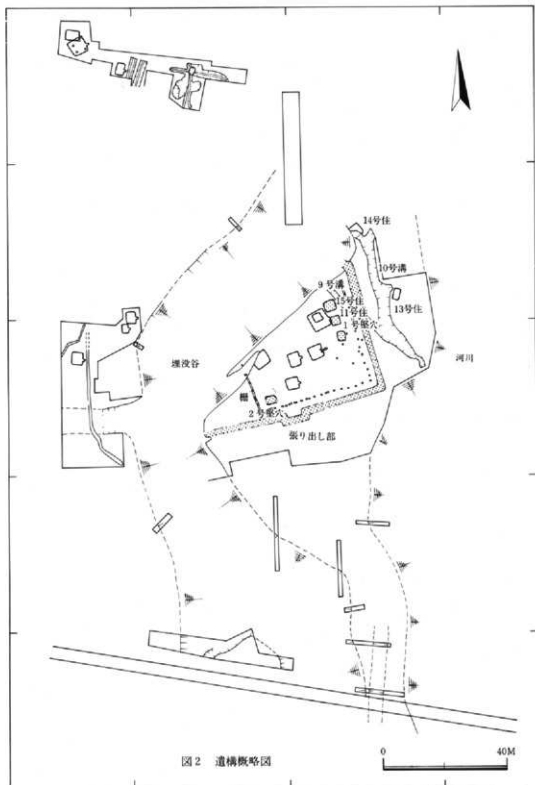 14号住
10号溝
9号溝
15号住
11号住
13号住
1号竪穴
埋没谷
河川
柵
2号竪穴
張り出し部
図2 遺構概略図
0 40M